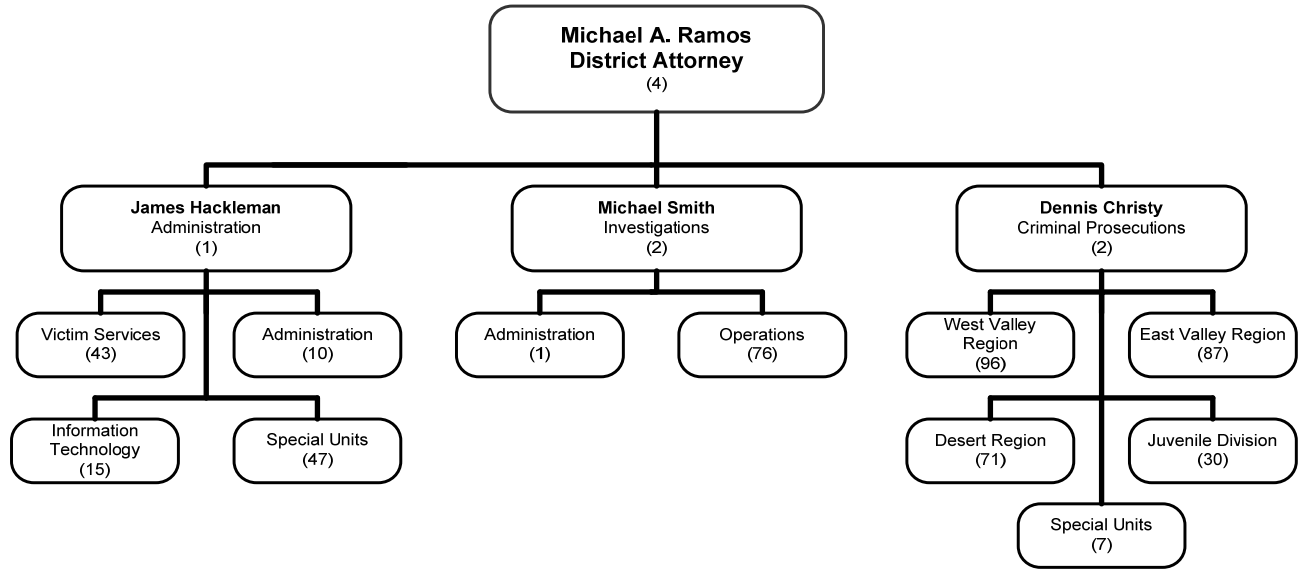 Michael A. Ramos
District Attorney
(4)
James Hackleman
Administration
(1)
Michael Smith
Investigations
(2)
Dennis Christy
Criminal Prosecutions
(2)
Victim Services
(43)
Administration
(10)
Administration
(1)
Operations
(76)
West Valley
Region
(96)
East Valley Region
(87)
Information
Technology
(15)
Special Units
(47)
Desert Region
(71)
Juvenile Division
(30)
Special Units
(7)